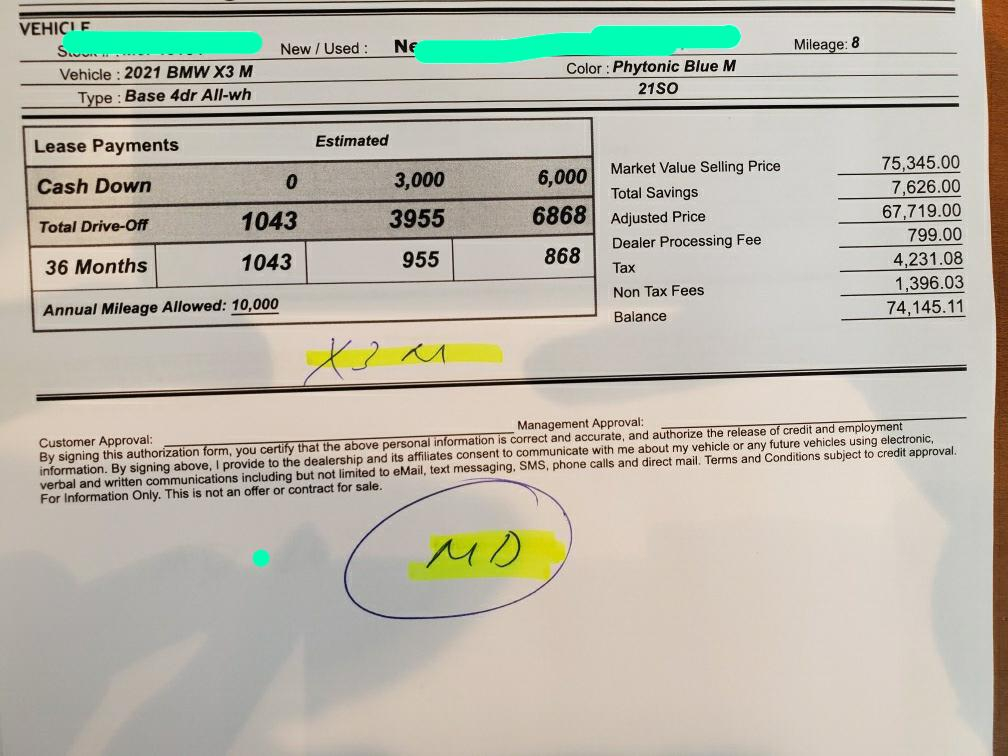 VEHICLE
New / Used : Ne
Mileage: 8
Vehicle : 2021 BMW X3 M
Color : Phytonic Blue M
Type : Base 4dr All-wh
21SO
Lease Payments Estimated
Cash Down 0 3,000 6,000
Total Drive-Off 1043 3955 6868
36 Months 1043 955 868
Annual Mileage Allowed: 10,000
Market Value Selling Price 75,345.00
Total Savings 7,626.00
Adjusted Price 67,719.00
Dealer Processing Fee 799.00
Tax 4,231.08
Non Tax Fees 1,396.03
Balance 74,145.11
X3 M
Customer Approval: Management Approval:
By signing this authorization form, you certify that the above personal information is correct and accurate, and authorize the release of credit and employment
information. By signing above, I provide to the dealership and its affiliates consent to communicate with me about my vehicle or any future vehicles using electronic,
verbal and written communications including but not limited to eMail, text messaging, SMS, phone calls and direct mail. Terms and Conditions subject to credit approval.
For Information Only. This is not an offer or contract for sale.
MD